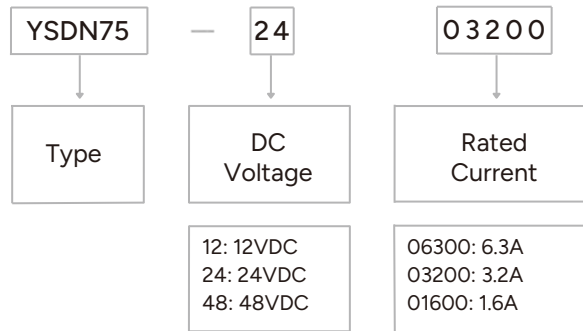 YSDN75 — 24 03200
Type
DC
Voltage
Rated
Current
12: 12VDC
24: 24VDC
48: 48VDC
06300: 6.3A
03200: 3.2A
01600: 1.6A